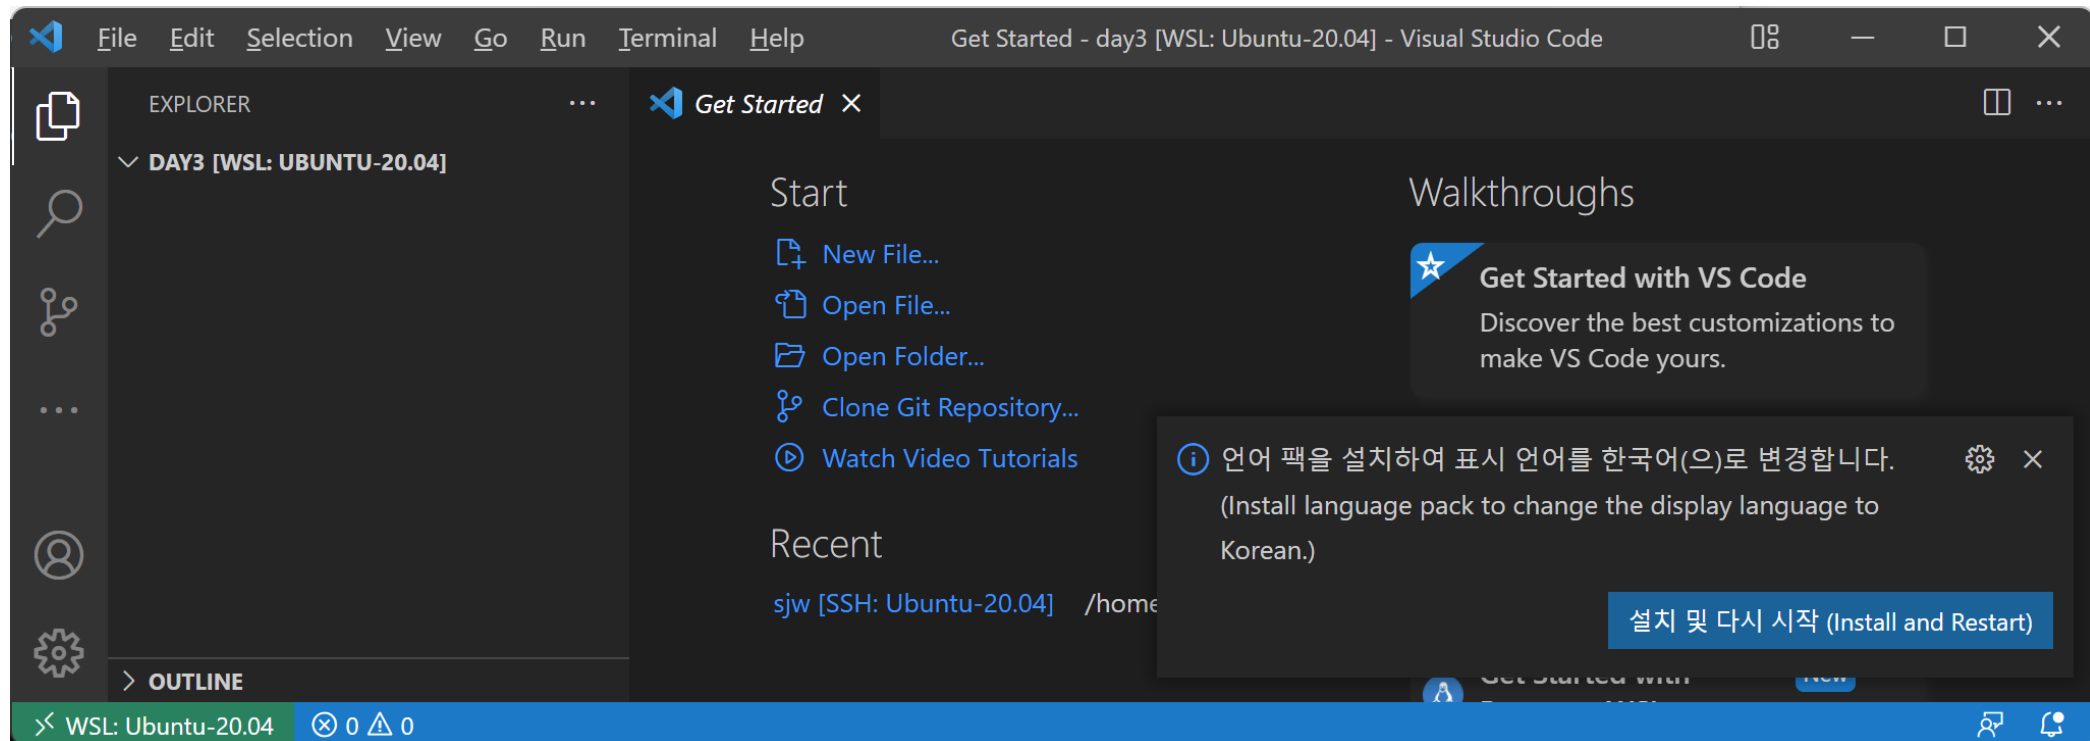 File Edit Selection View Go Run Terminal Help Get Started - day3 [WSL: Ubuntu-20.04] - Visual Studio Code
EXPLORER
Get Started
DAY3 [WSL: UBUNTU-20.04]
Start
New File...
Open File...
Open Folder...
Clone Git Repository...
Watch Video Tutorials
Recent
sjw [SSH: Ubuntu-20.04] /home
Walkthroughs
Get Started with VS Code
Discover the best customizations to
make VS Code yours.
언어 팩을 설치하여 표시 언어를 한국어(으)로 변경합니다.
(Install language pack to change the display language to
Korean.)
설치 및 다시 시작 (Install and Restart)
Get Started with New
OUTLINE
WSL: Ubuntu-20.04 0 0